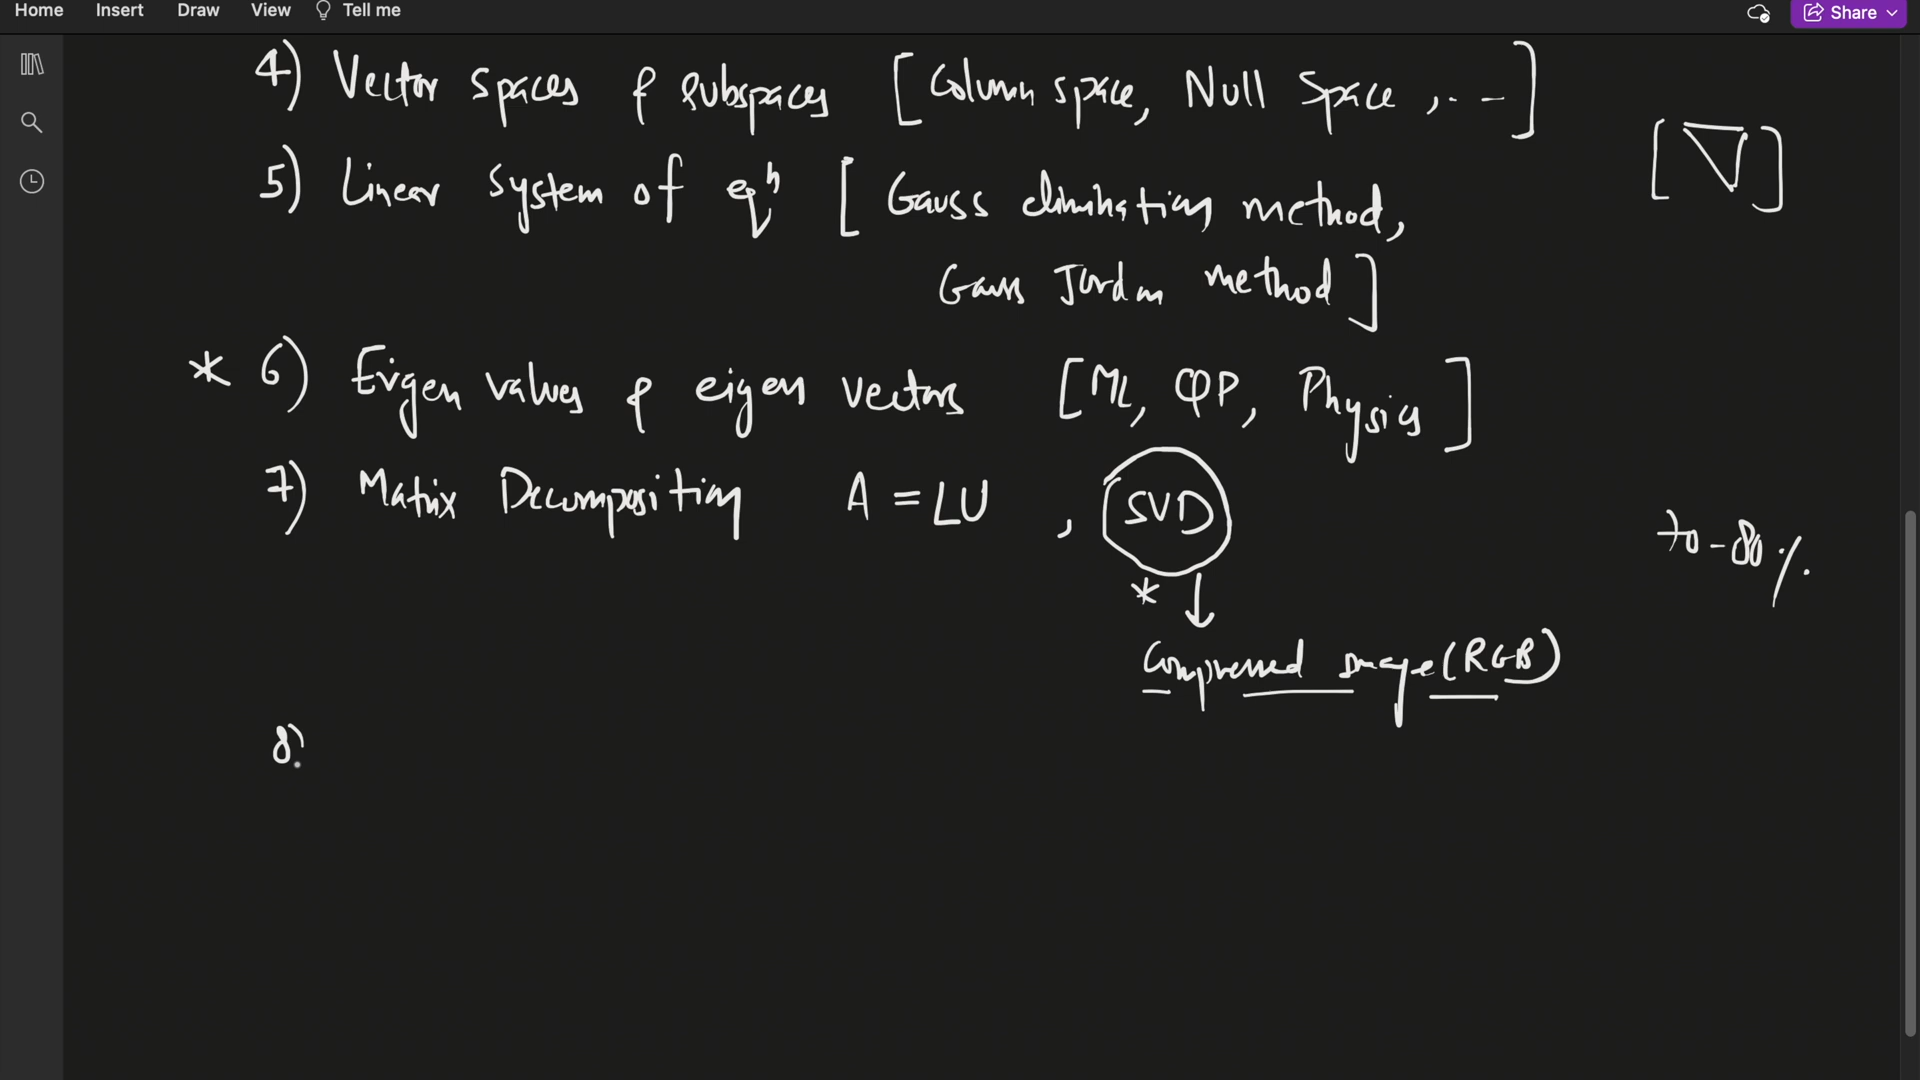 Home Insert Draw View Tell me Share
4) Vector spaces & subspaces [Column space, Null Space, ...]
5) Linear system of eqn [Gauss elimination method,
Gauss Jordan method]
* 6) Eigen values & eigen vectors [ML, QP, Physics]
7) Matrix Decomposition A = LU , SVD
70-80%
* ↓
Compressed image (RGB)
8)